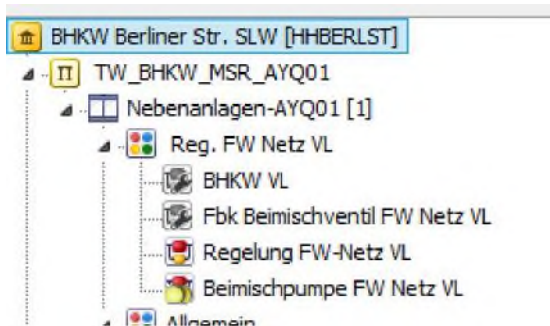 BHKW Berliner Str. SLW [HHBERLST]
TW_BHKW_MSR_AYQ01
Nebenanlagen-AYQ01 [1]
Reg. FW Netz VL
BHKW VL
Fbk Beimischventil FW Netz VL
Regelung FW-Netz VL
Beimischpumpe FW Netz VL
Allgemein